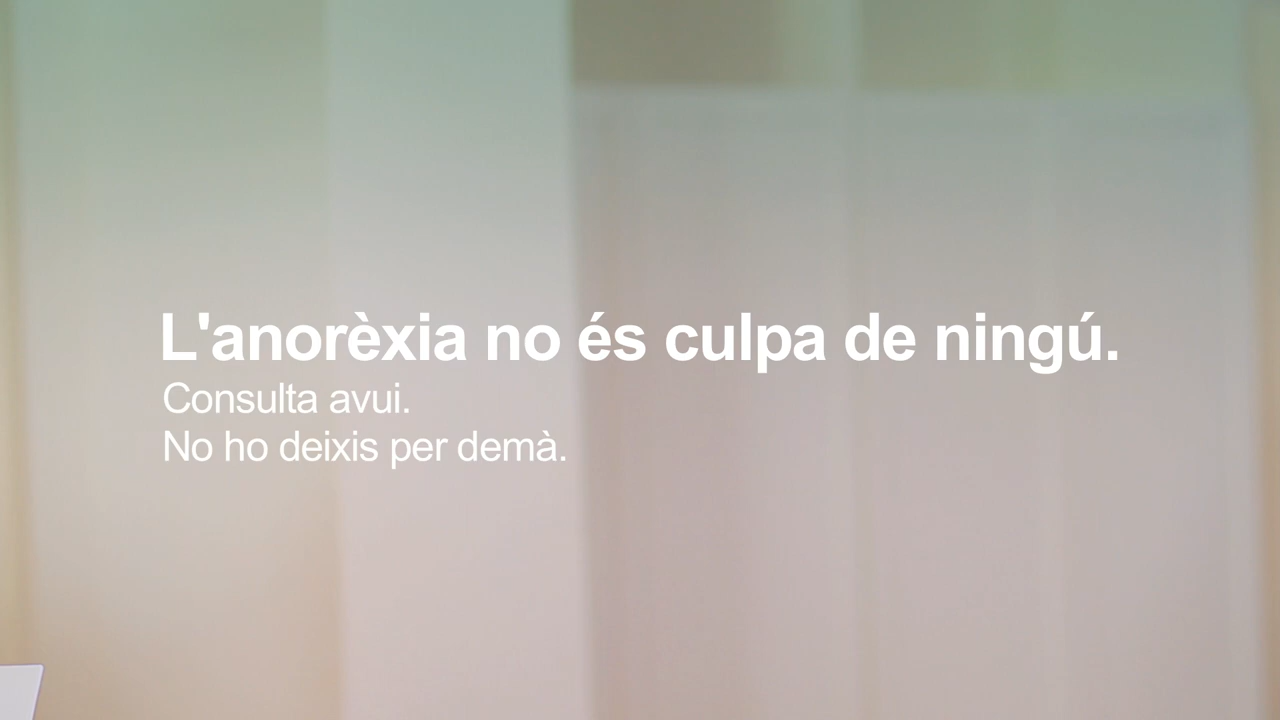 L'anorèxia no és culpa de ningú.
Consulta avui.
No ho deixis per demà.